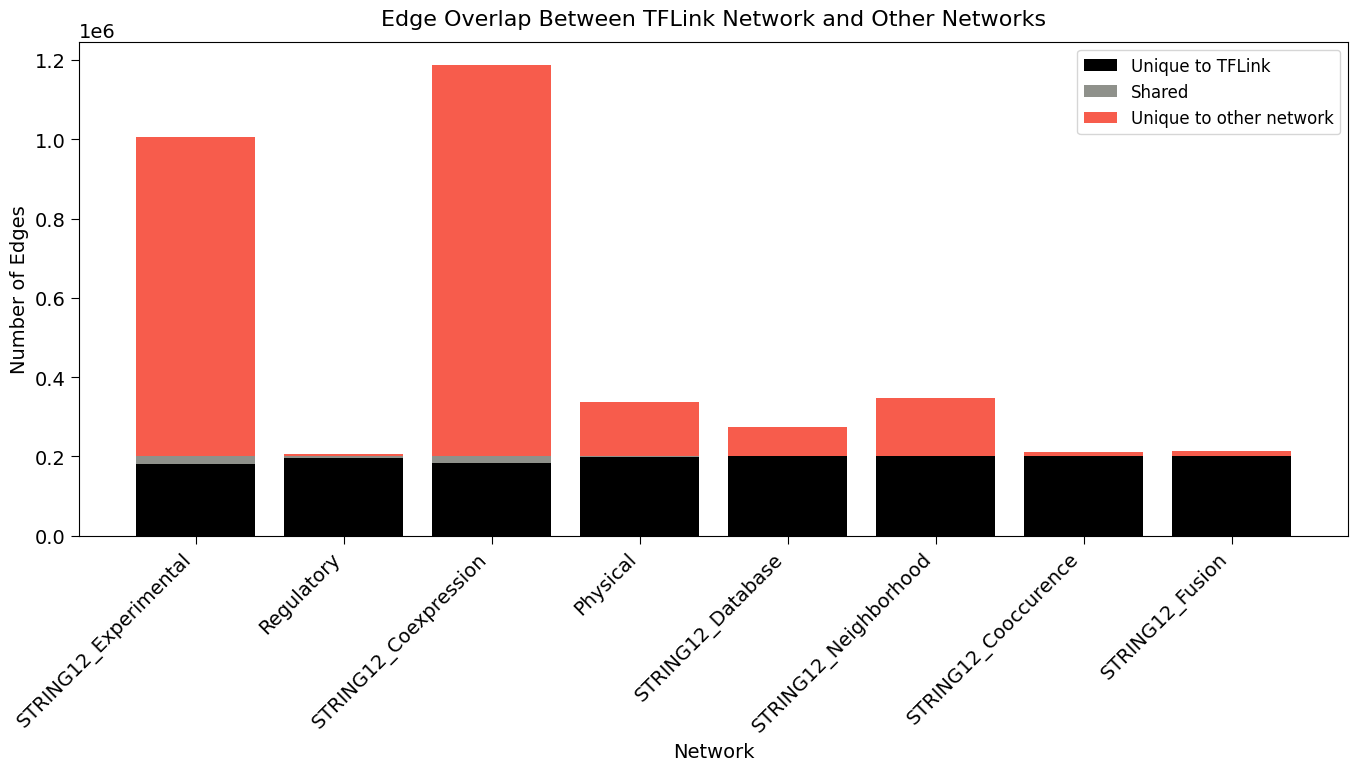 Edge Overlap Between TFLink Network and Other Networks
1e6
1.2
1.0
0.8
0.6
0.4
0.2
0.0
Number of Edges
Unique to TFLink
Shared
Unique to other network
STRING12_Experimental
Regulatory
STRING12_Coexpression
Physical
STRING12_Database
STRING12_Neighborhood
STRING12_Cooccurence
STRING12_Fusion
Network